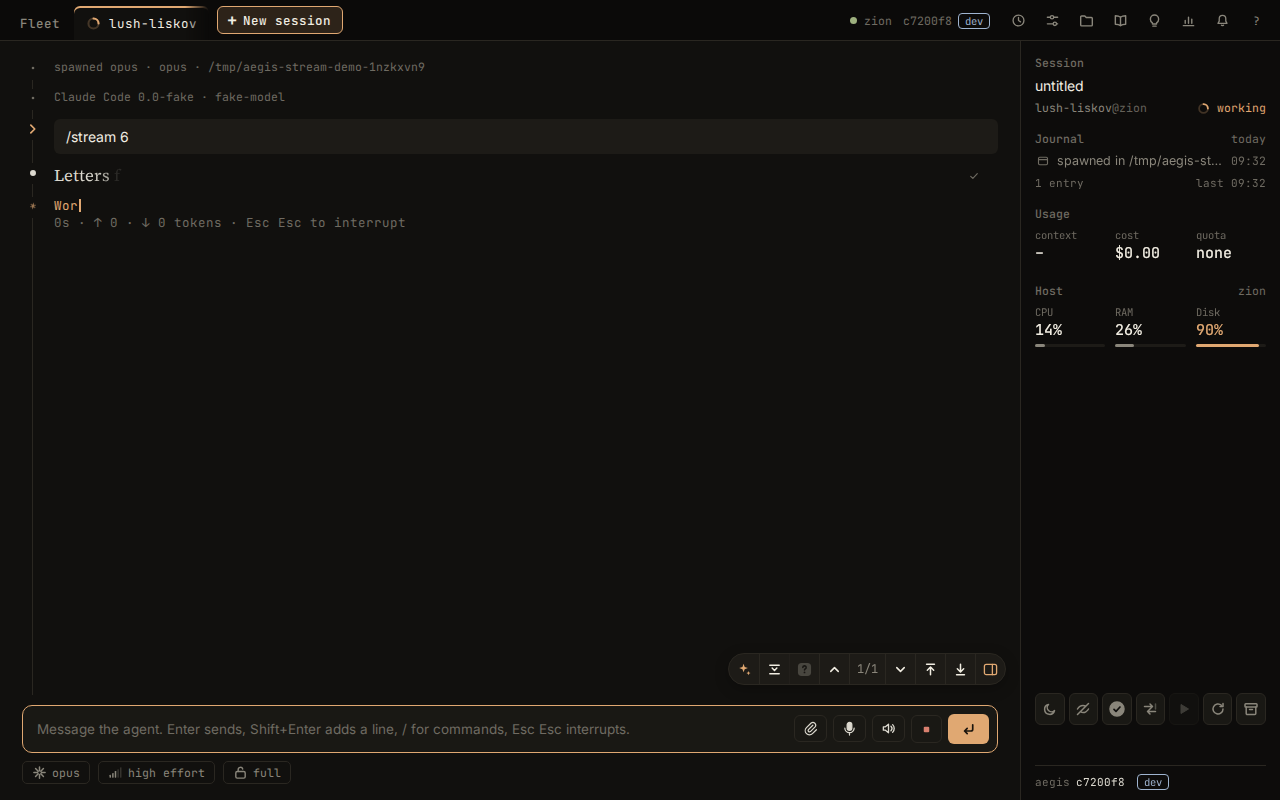 Fleet
lush-liskov
+ New session
zion c7200f8 dev
?
spawned opus · opus · /tmp/aegis-stream-demo-1nzkxvn9
Claude Code 0.0-fake · fake-model
/stream 6
Letters f
Wor
0s · ↑ 0 · ↓ 0 tokens · Esc Esc to interrupt
1/1
Message the agent. Enter sends, Shift+Enter adds a line, / for commands, Esc Esc interrupts.
opus
high effort
full
Session
untitled
lush-liskov@zion working
Journal today
spawned in /tmp/aegis-st… 09:32
1 entry last 09:32
Usage
context cost quota
– $0.00 none
Host zion
CPU RAM Disk
14% 26% 90%
aegis c7200f8 dev